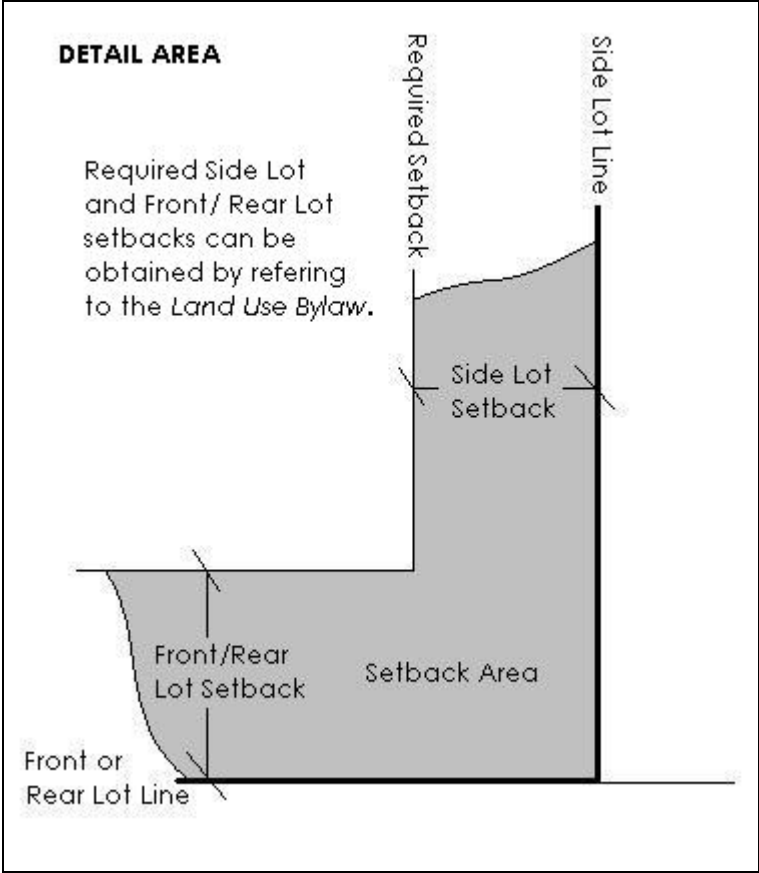 DETAIL AREA
Required Setback
Side Lot Line
Required Side Lot
and Front/ Rear Lot
setbacks can be
obtained by refering
to the Land Use Bylaw.
Side Lot
Setback
Front/Rear
Lot Setback
Setback Area
Front or
Rear Lot Line